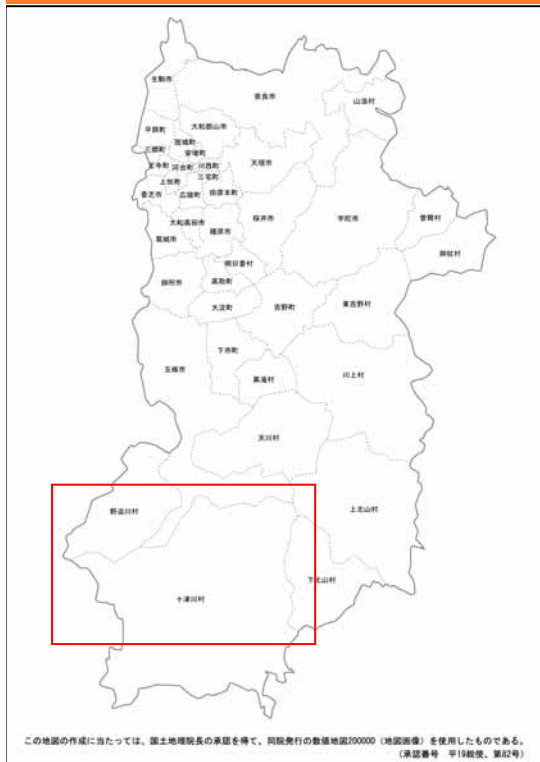 生駒市
奈良市
山添村
平群町
大和郡山市
斑鳩町
三郷町
安堵町
王寺町
河合町
川西町
天理市
三宅町
上牧町
香芝市
広陵町
田原本町
大和高田市
橿原市
桜井市
宇陀市
曽爾村
御杖村
葛城市
明日香村
御所市
高取町
大淀町
吉野町
東吉野村
五條市
下市町
黒滝村
川上村
天川村
野迫川村
上北山村
下北山村
十津川村
この地図の作成に当たっては、国土地理院長の承認を得て、同院発行の数値地図200000（地図画像）を使用したものである。
（承認番号　平19総使、第82号）